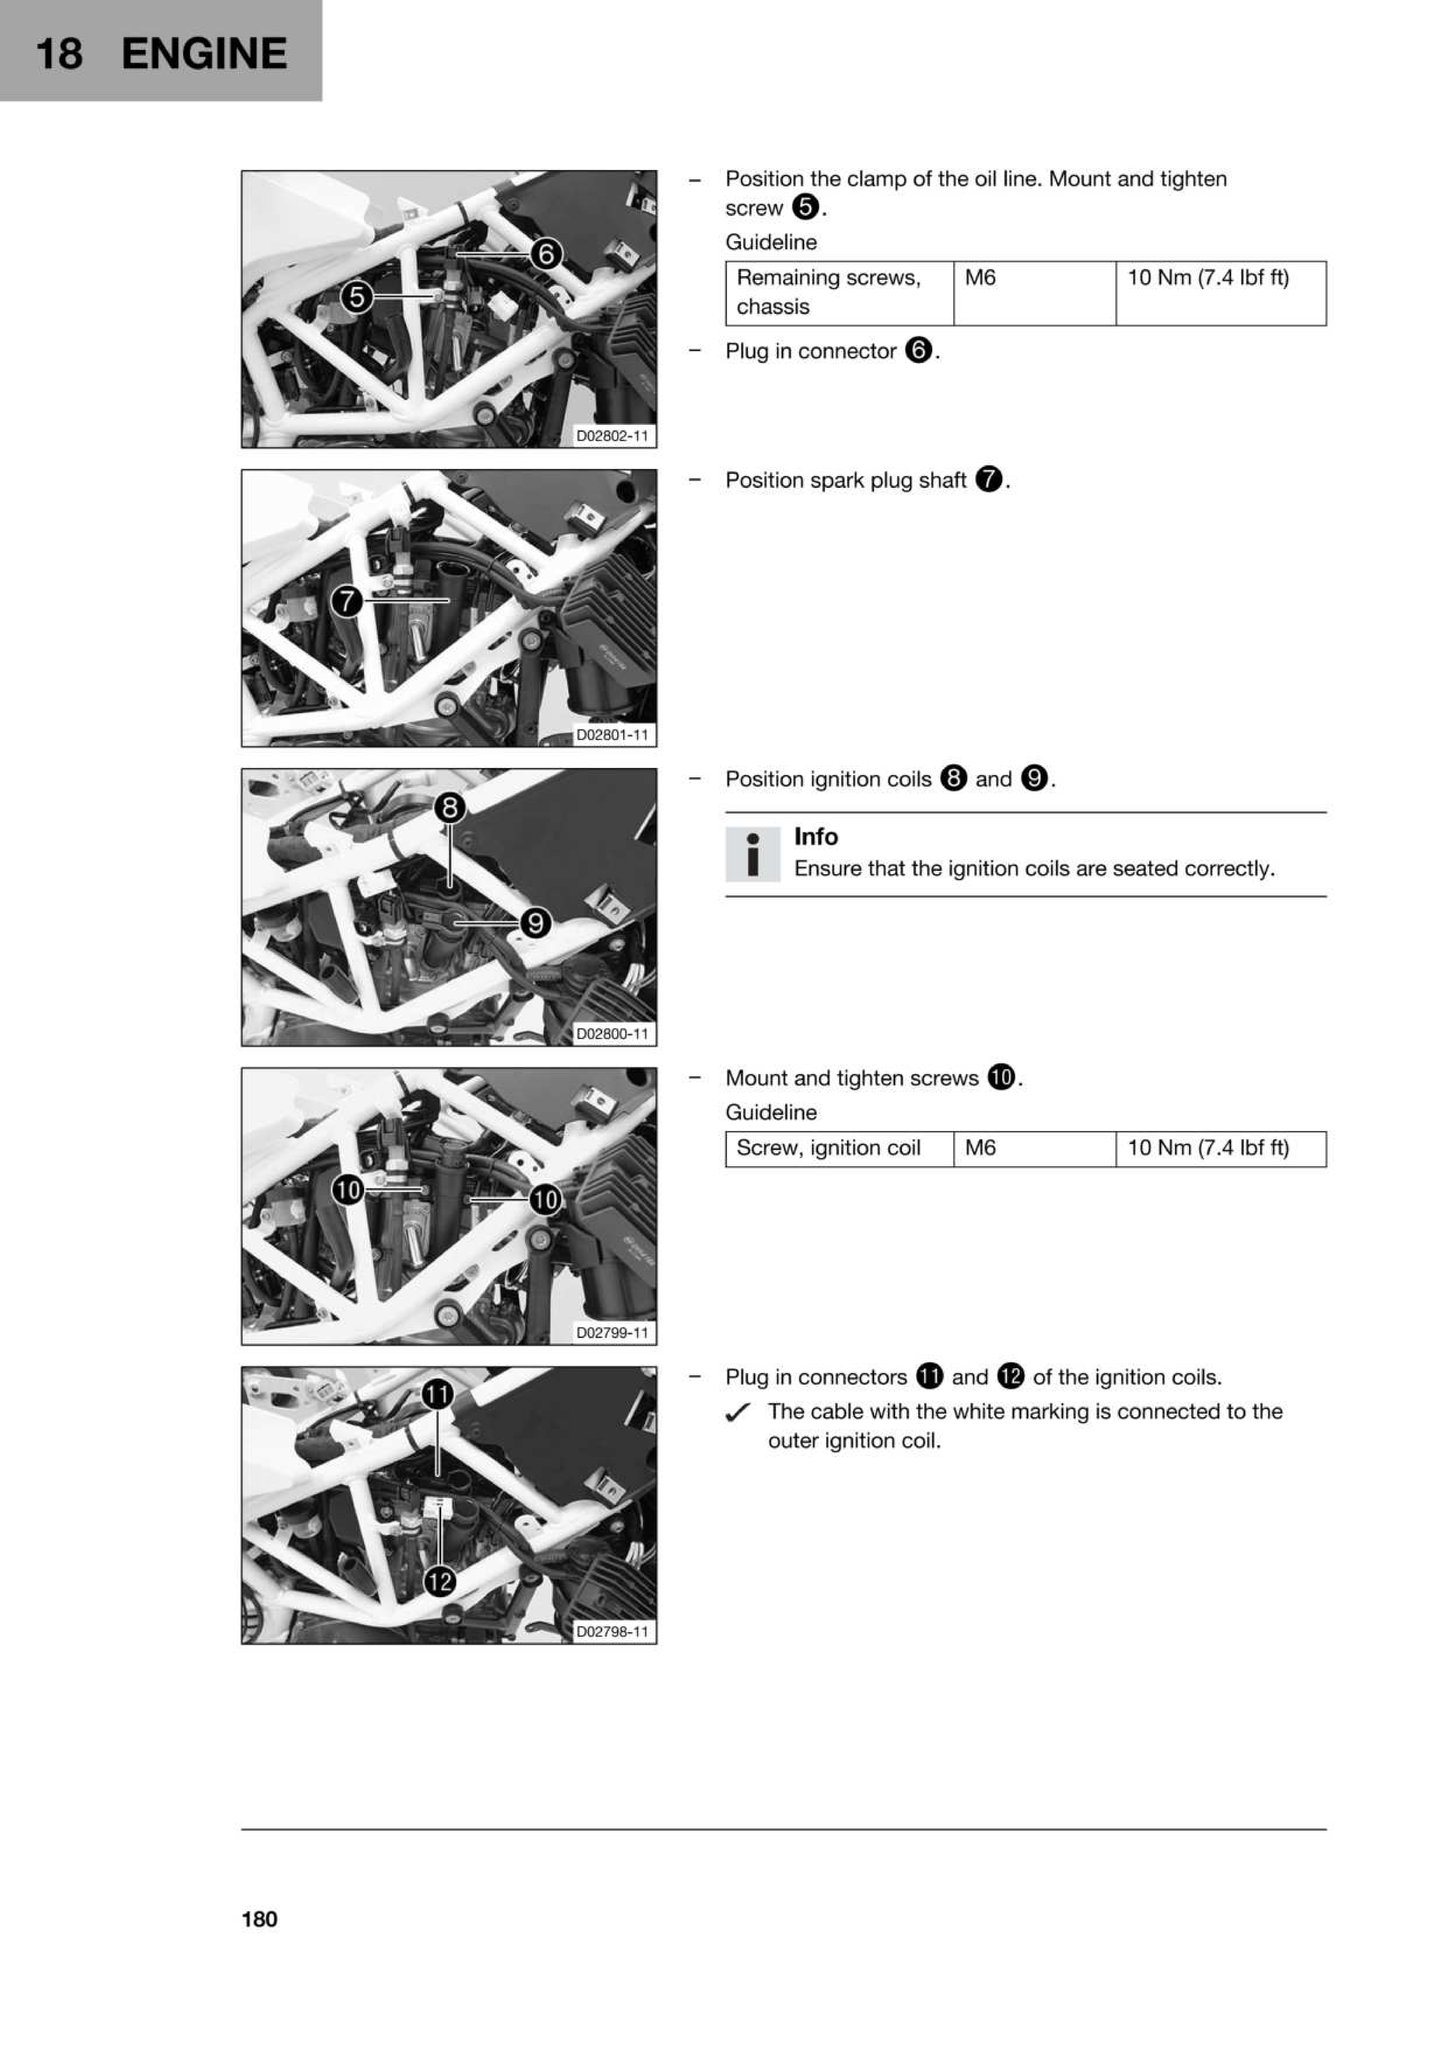 18 ENGINE
– Position the clamp of the oil line. Mount and tighten
screw 5.
Guideline
Remaining screws, M6 10 Nm (7.4 lbf ft)
chassis
– Plug in connector 6.
6
5
D02802-11
– Position spark plug shaft 7.
7
D02801-11
– Position ignition coils 8 and 9.
Info
Ensure that the ignition coils are seated correctly.
8
9
D02800-11
– Mount and tighten screws 10.
Guideline
Screw, ignition coil M6 10 Nm (7.4 lbf ft)
10
10
D02799-11
– Plug in connectors 11 and 12 of the ignition coils.
✓ The cable with the white marking is connected to the
outer ignition coil.
11
12
D02798-11
180